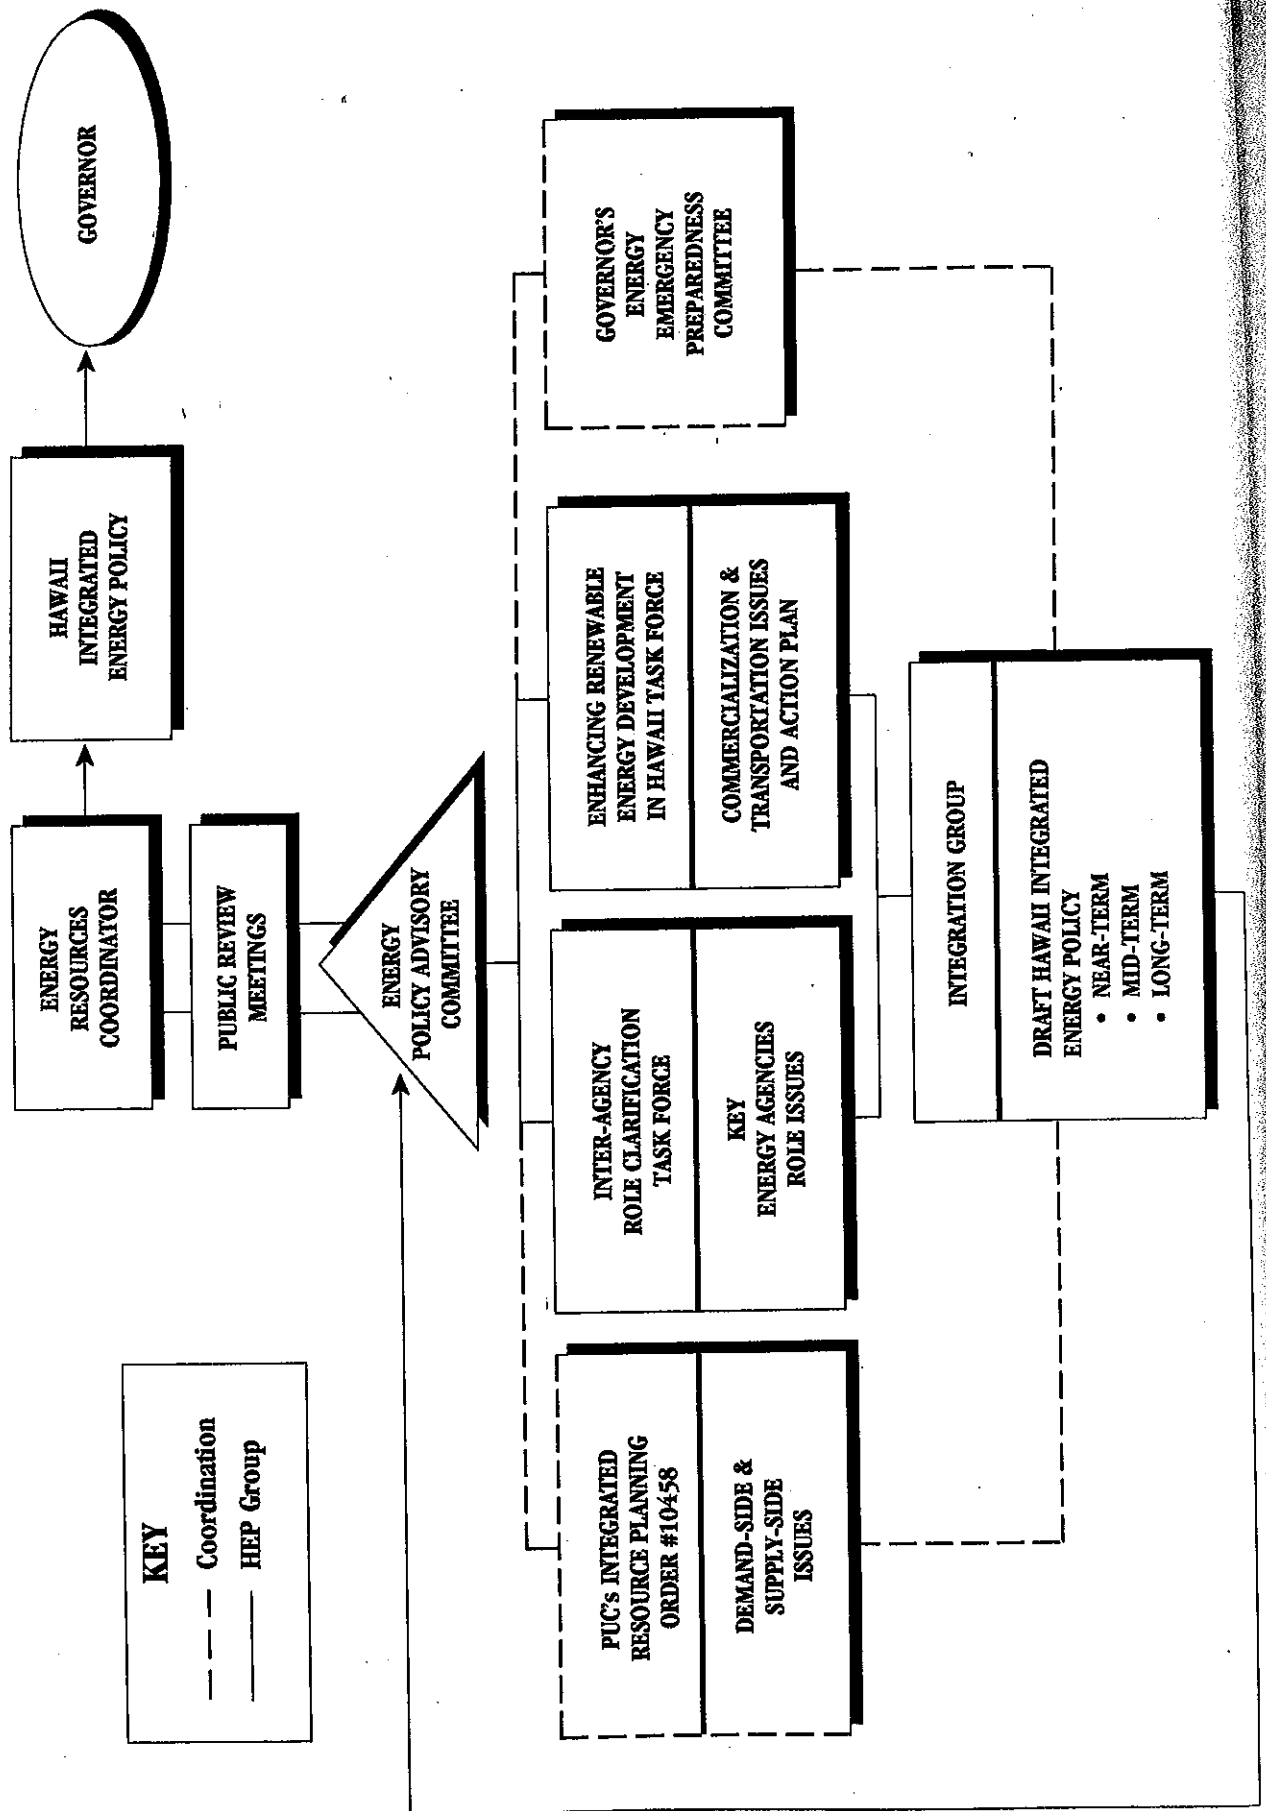 ENERGY
RESOURCES
COORDINATOR
HAWAII
INTEGRATED
ENERGY POLICY
GOVERNOR
PUBLIC REVIEW
MEETINGS
KEY
Coordination
HEP Group
ENERGY
POLICY ADVISORY
COMMITTEE
PUC's INTEGRATED
RESOURCE PLANNING
ORDER #10458
DEMAND-SIDE &
SUPPLY-SIDE
ISSUES
INTER-AGENCY
ROLE CLARIFICATION
TASK FORCE
KEY
ENERGY AGENCIES
ROLE ISSUES
ENHANCING RENEWABLE
ENERGY DEVELOPMENT
IN HAWAII TASK FORCE
COMMERCIALIZATION &
TRANSPORTATION ISSUES
AND ACTION PLAN
GOVERNOR'S
ENERGY
EMERGENCY
PREPAREDNESS
COMMITTEE
INTEGRATION GROUP
DRAFT HAWAII INTEGRATED
ENERGY POLICY
• NEAR-TERM
• MID-TERM
• LONG-TERM